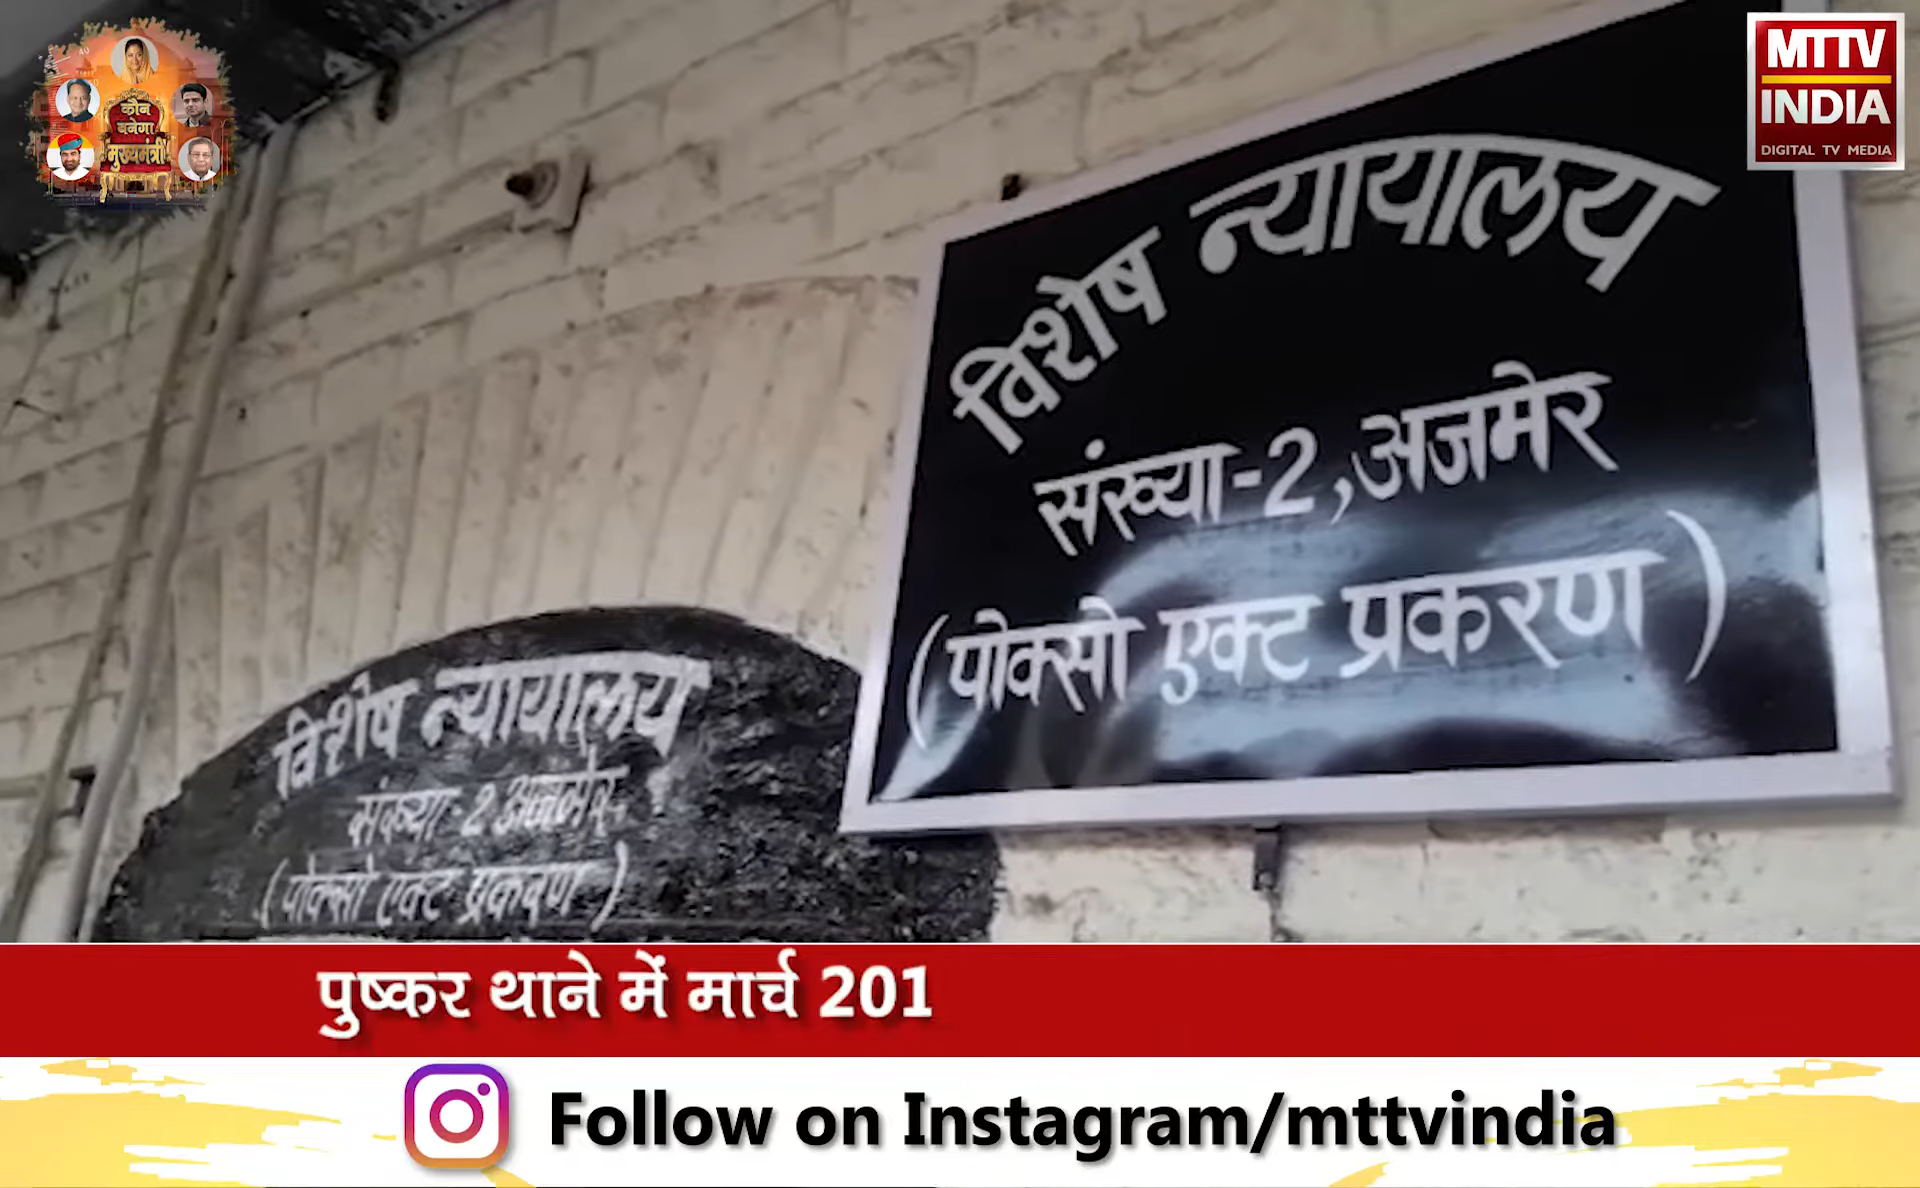 कौन
बनेगा
मुख्यमंत्री
MTTV
INDIA
DIGITAL TV MEDIA
विशेष न्यायालय
संख्या-2,अजमेर
(पोक्सो एक्ट प्रकरण)
विशेष न्यायालय
संख्या-2 अजमेर
(पोक्सो एक्ट प्रकरण)
पुष्कर थाने में मार्च 201
Follow on Instagram/mttvindia